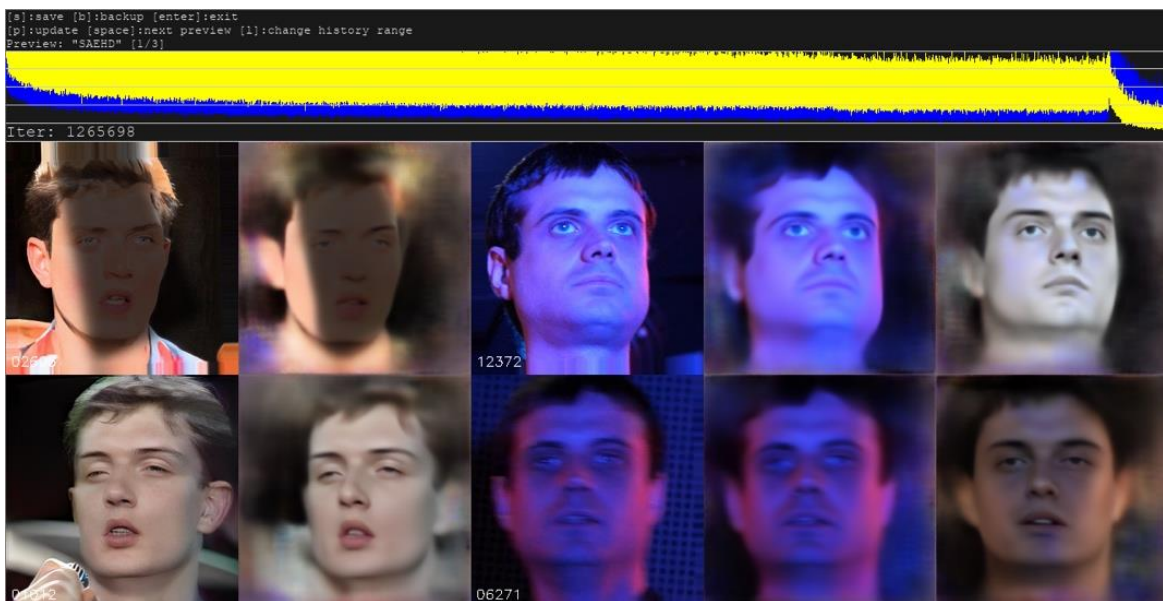 [s]:save [b]:backup [enter]:exit
[p]:update [space]:next preview [l]:change history range
Preview: "SAEHD" [1/3]
Iter: 1265698
12372
01012
06271